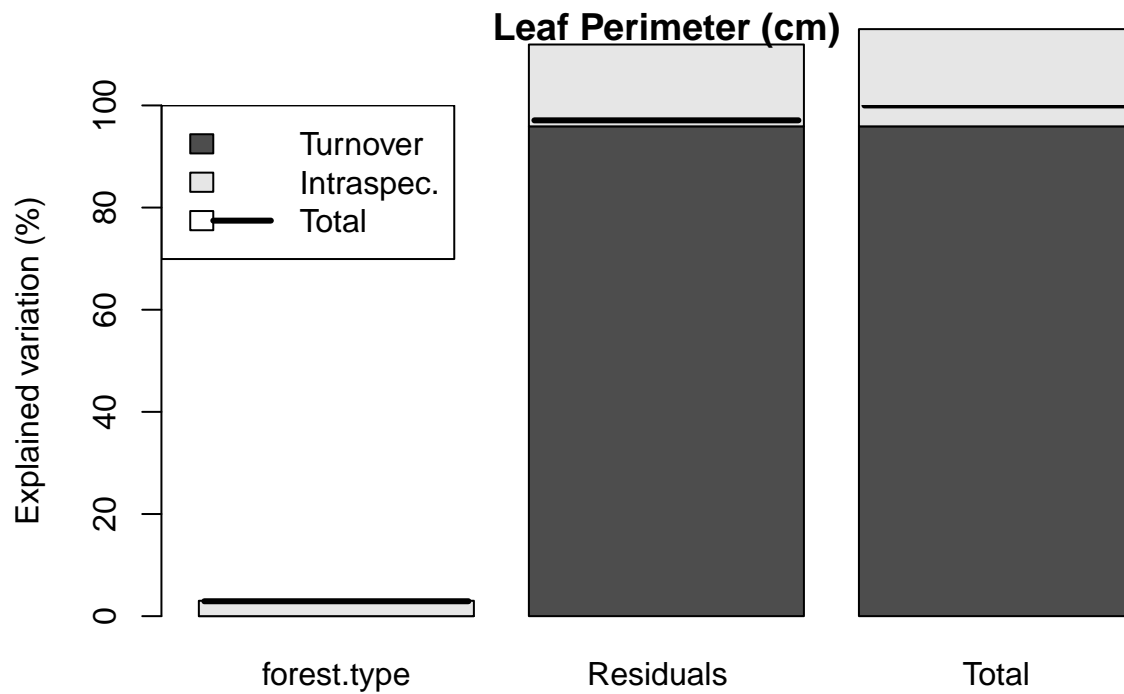 Leaf Perimeter (cm)
Explained variation (%)
100
80
60
40
20
0
Turnover
Intraspec.
Total
forest.type
Residuals
Total